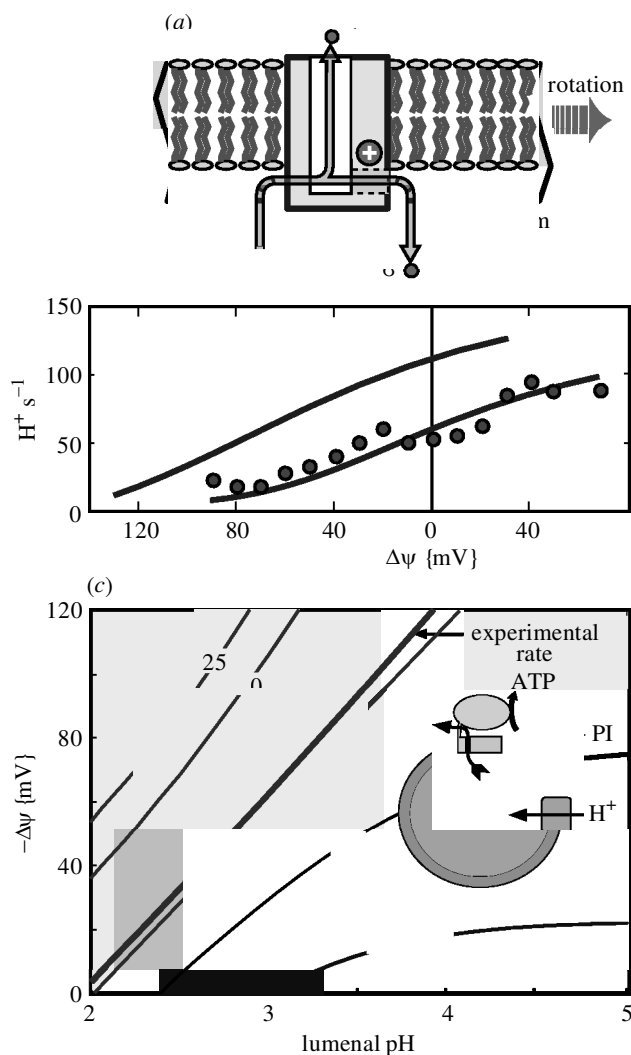 (a)
rotation
+
m
150
100
50
0
H⁺ s⁻¹
120 80 40 0 40
Δψ {mV}
(c)
120
80
40
0
−Δψ {mV}
25
0
experimental
rate
ATP
PI
H⁺
2 3 4 5
lumenal pH